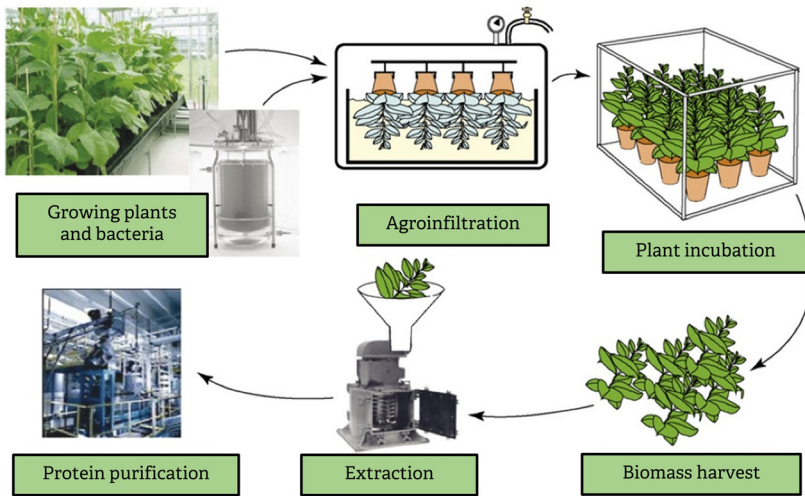 Growing plants
and bacteria
Agroinfiltration
Plant incubation
Protein purification
Extraction
Biomass harvest